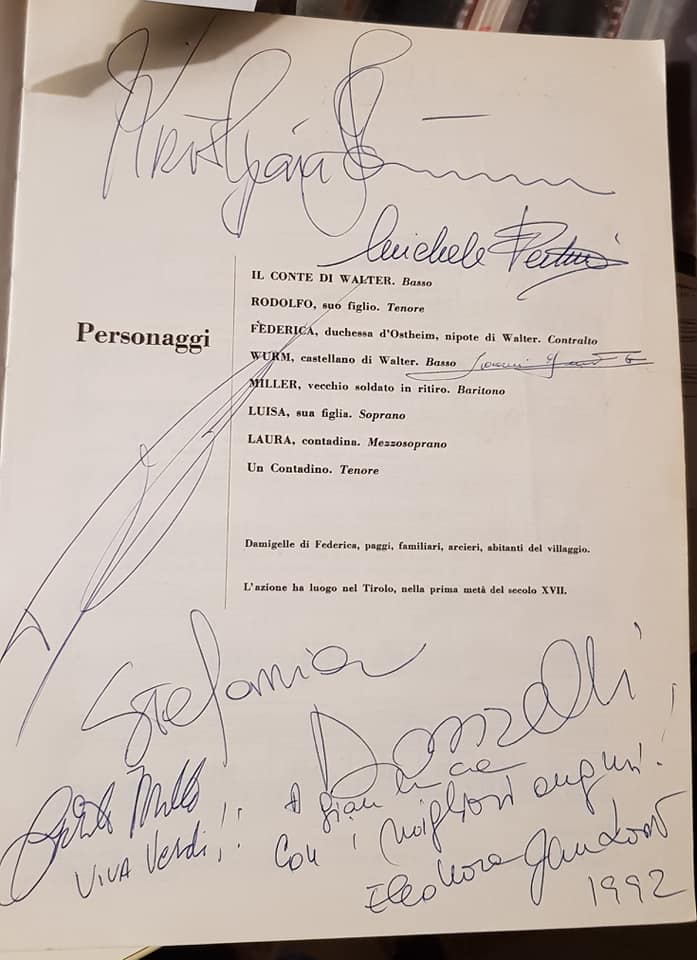 Michele Pertusi
IL CONTE DI WALTER. Basso
RODOLFO, suo figlio. Tenore
Personaggi
FEDERICA, duchessa d'Ostheim, nipote di Walter. Contralto
WURM, castellano di Walter. Basso
MILLER, vecchio soldato in ritiro. Baritono
LUISA, sua figlia. Soprano
LAURA, contadina. Mezzosoprano
Un Contadino. Tenore
Damigelle di Federica, paggi, familiari, arcieri, abitanti del villaggio.
L'azione ha luogo nel Tirolo, nella prima metà del secolo XVII.
Stefania
Donzelli
Aprile Millo
VIVA Verdi!!
A Gianluca
Con i migliori auguri!
Eleonora Jankovic
1992